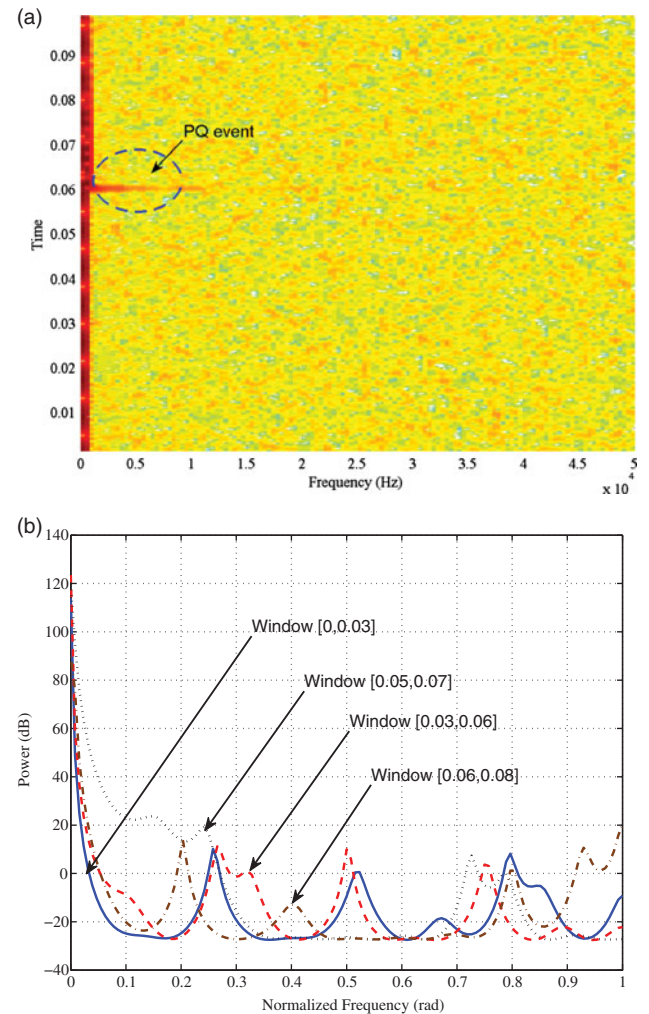 (a)
0.09
0.08
0.07
PQ event
0.06
Time
0.05
0.04
0.03
0.02
0.01
0 0.5 1 1.5 2 2.5 3 3.5 4 4.5 5
Frequency (Hz)
x 10^4
(b)
140
120
100
Window [0,0.03]
80
Window [0.05,0.07]
60
Window [0.03,0.06]
Power (dB)
40
Window [0.06,0.08]
20
0
−20
−40
0 0.1 0.2 0.3 0.4 0.5 0.6 0.7 0.8 0.9 1
Normalized Frequency (rad)